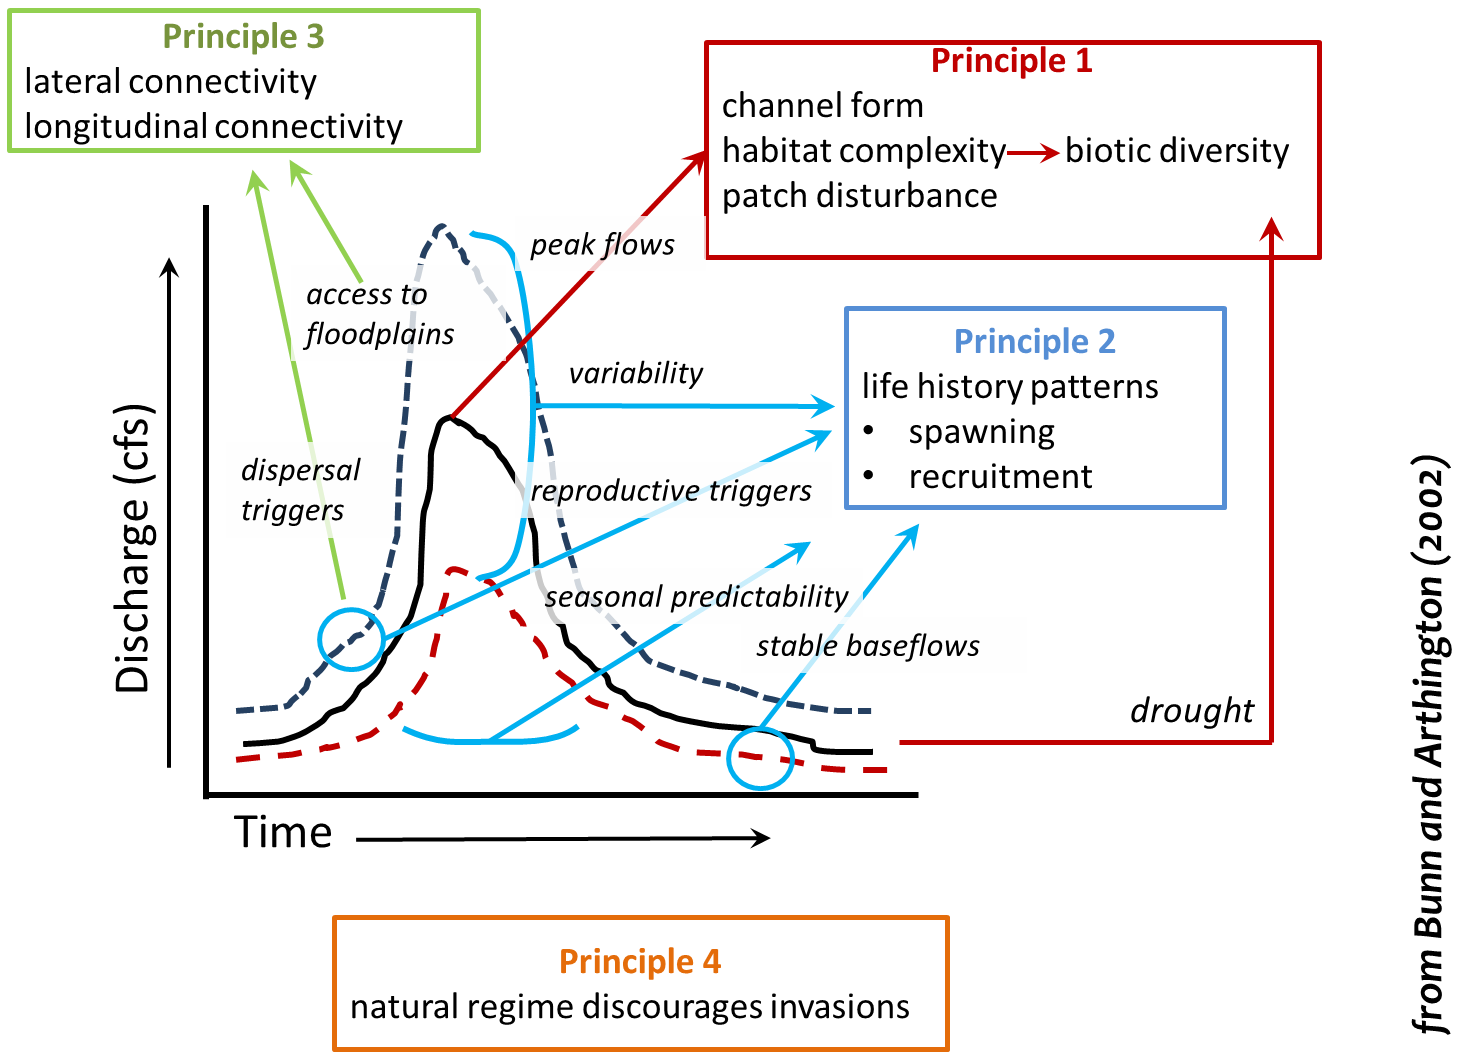 Principle 3
lateral connectivity
longitudinal connectivity
Principle 1
channel form
habitat complexity biotic diversity
patch disturbance
peak flows
access to
floodplains
variability
Principle 2
life history patterns
• spawning
• recruitment
dispersal
triggers
reproductive triggers
seasonal predictability
stable baseflows
drought
Discharge (cfs)
Time
Principle 4
natural regime discourages invasions
from Bunn and Arthington (2002)